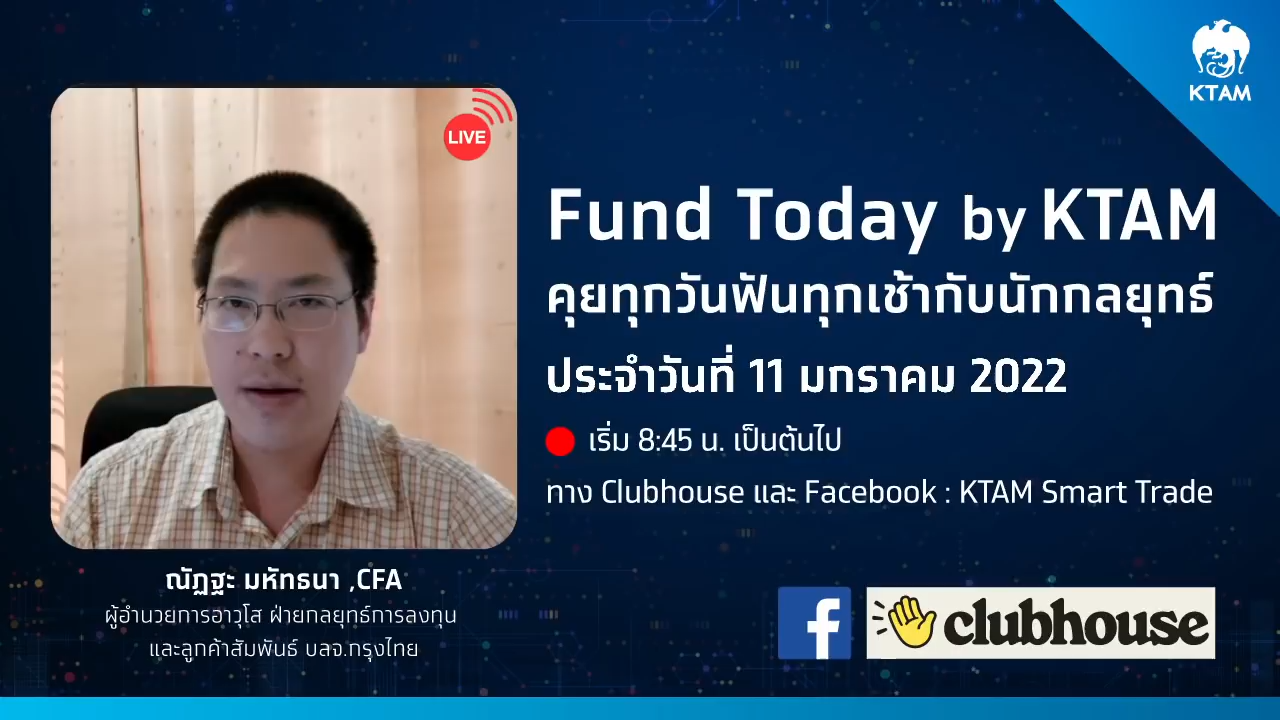 KTAM
LIVE
Fund Today by KTAM
คุยทุกวันฟันทุกเช้ากับนักกลยุทธ์
ประจำวันที่ 11 มกราคม 2022
เริ่ม 8:45 น. เป็นต้นไป
ทาง Clubhouse และ Facebook : KTAM Smart Trade
ณัฏฐะ มหัทธนา ,CFA
ผู้อำนวยการอาวุโส ฝ่ายกลยุทธ์การลงทุน
และลูกค้าสัมพันธ์ บลจ.กรุงไทย
f
clubhouse